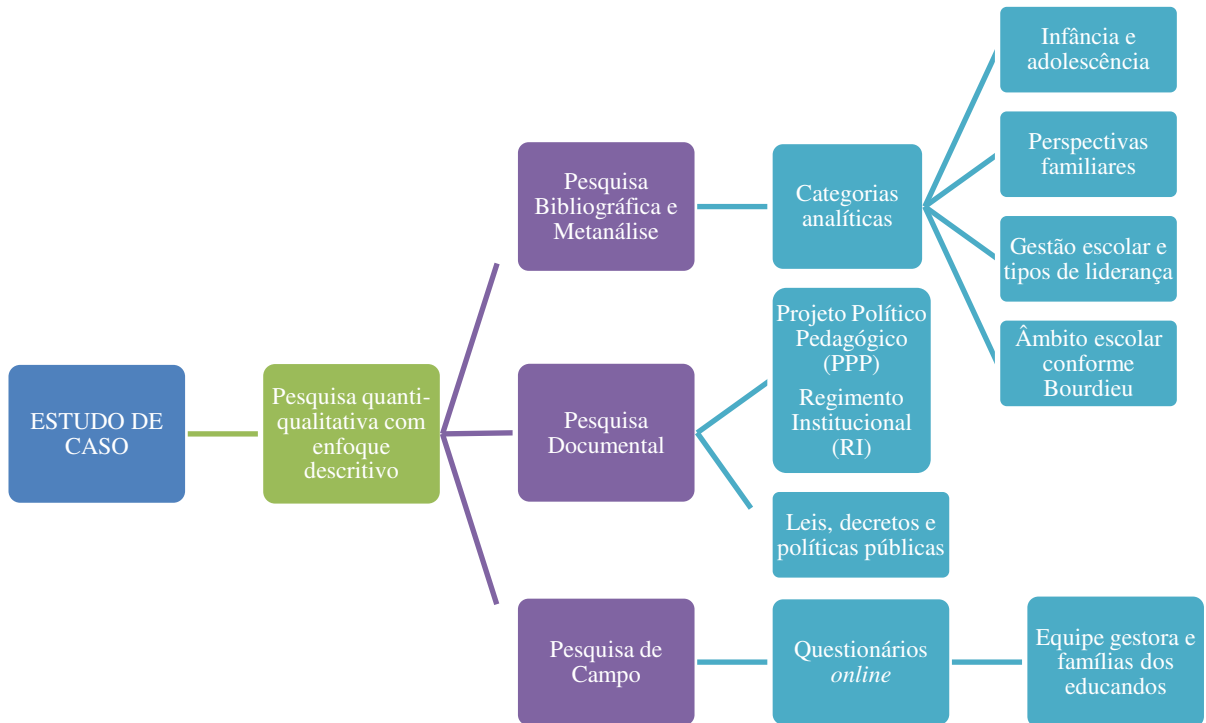 ESTUDO DE
CASO
Pesquisa quanti-
qualitativa com
enfoque
descritivo
Pesquisa
Bibliográfica e
Metanálise
Categorias
analíticas
Infância e
adolescência
Perspectivas
familiares
Gestão escolar e
tipos de liderança
Âmbito escolar
conforme
Bourdieu
Pesquisa
Documental
Projeto Político
Pedagógico
(PPP)
Regimento
Institucional
(RI)
Leis, decretos e
políticas públicas
Pesquisa de
Campo
Questionários
online
Equipe gestora e
famílias dos
educandos